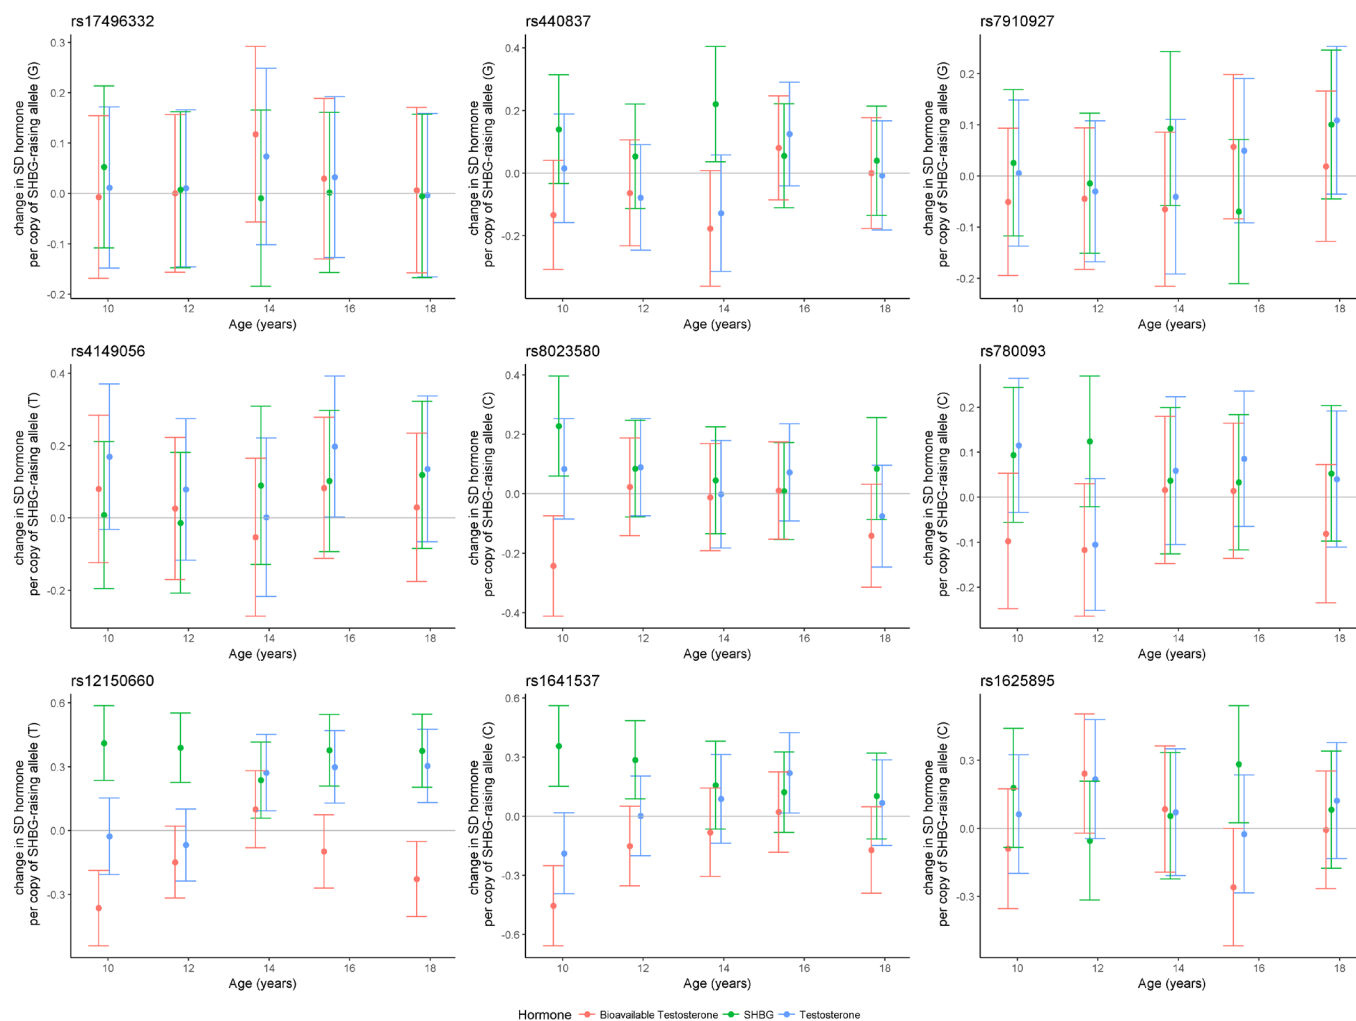 rs17496332
change in SD hormone
per copy of SHBG-raising allele (G)
0.3
0.2
0.1
0.0
-0.1
-0.2
10 12 14 16 18
Age (years)
rs440837
change in SD hormone
per copy of SHBG-raising allele (G)
0.4
0.2
0.0
-0.2
10 12 14 16 18
Age (years)
rs7910927
change in SD hormone
per copy of SHBG-raising allele (G)
0.2
0.1
0.0
-0.1
-0.2
10 12 14 16 18
Age (years)
rs4149056
change in SD hormone
per copy of SHBG-raising allele (T)
0.4
0.2
0.0
-0.2
10 12 14 16 18
Age (years)
rs8023580
change in SD hormone
per copy of SHBG-raising allele (C)
0.4
0.2
0.0
-0.2
-0.4
10 12 14 16 18
Age (years)
rs780093
change in SD hormone
per copy of SHBG-raising allele (C)
0.2
0.1
0.0
-0.1
-0.2
10 12 14 16 18
Age (years)
rs12150660
change in SD hormone
per copy of SHBG-raising allele (T)
0.6
0.3
0.0
-0.3
10 12 14 16 18
Age (years)
rs1641537
change in SD hormone
per copy of SHBG-raising allele (C)
0.6
0.3
0.0
-0.3
-0.6
10 12 14 16 18
Age (years)
rs1625895
change in SD hormone
per copy of SHBG-raising allele (C)
0.3
0.0
-0.3
10 12 14 16 18
Age (years)
Hormone Bioavailable Testosterone SHBG Testosterone